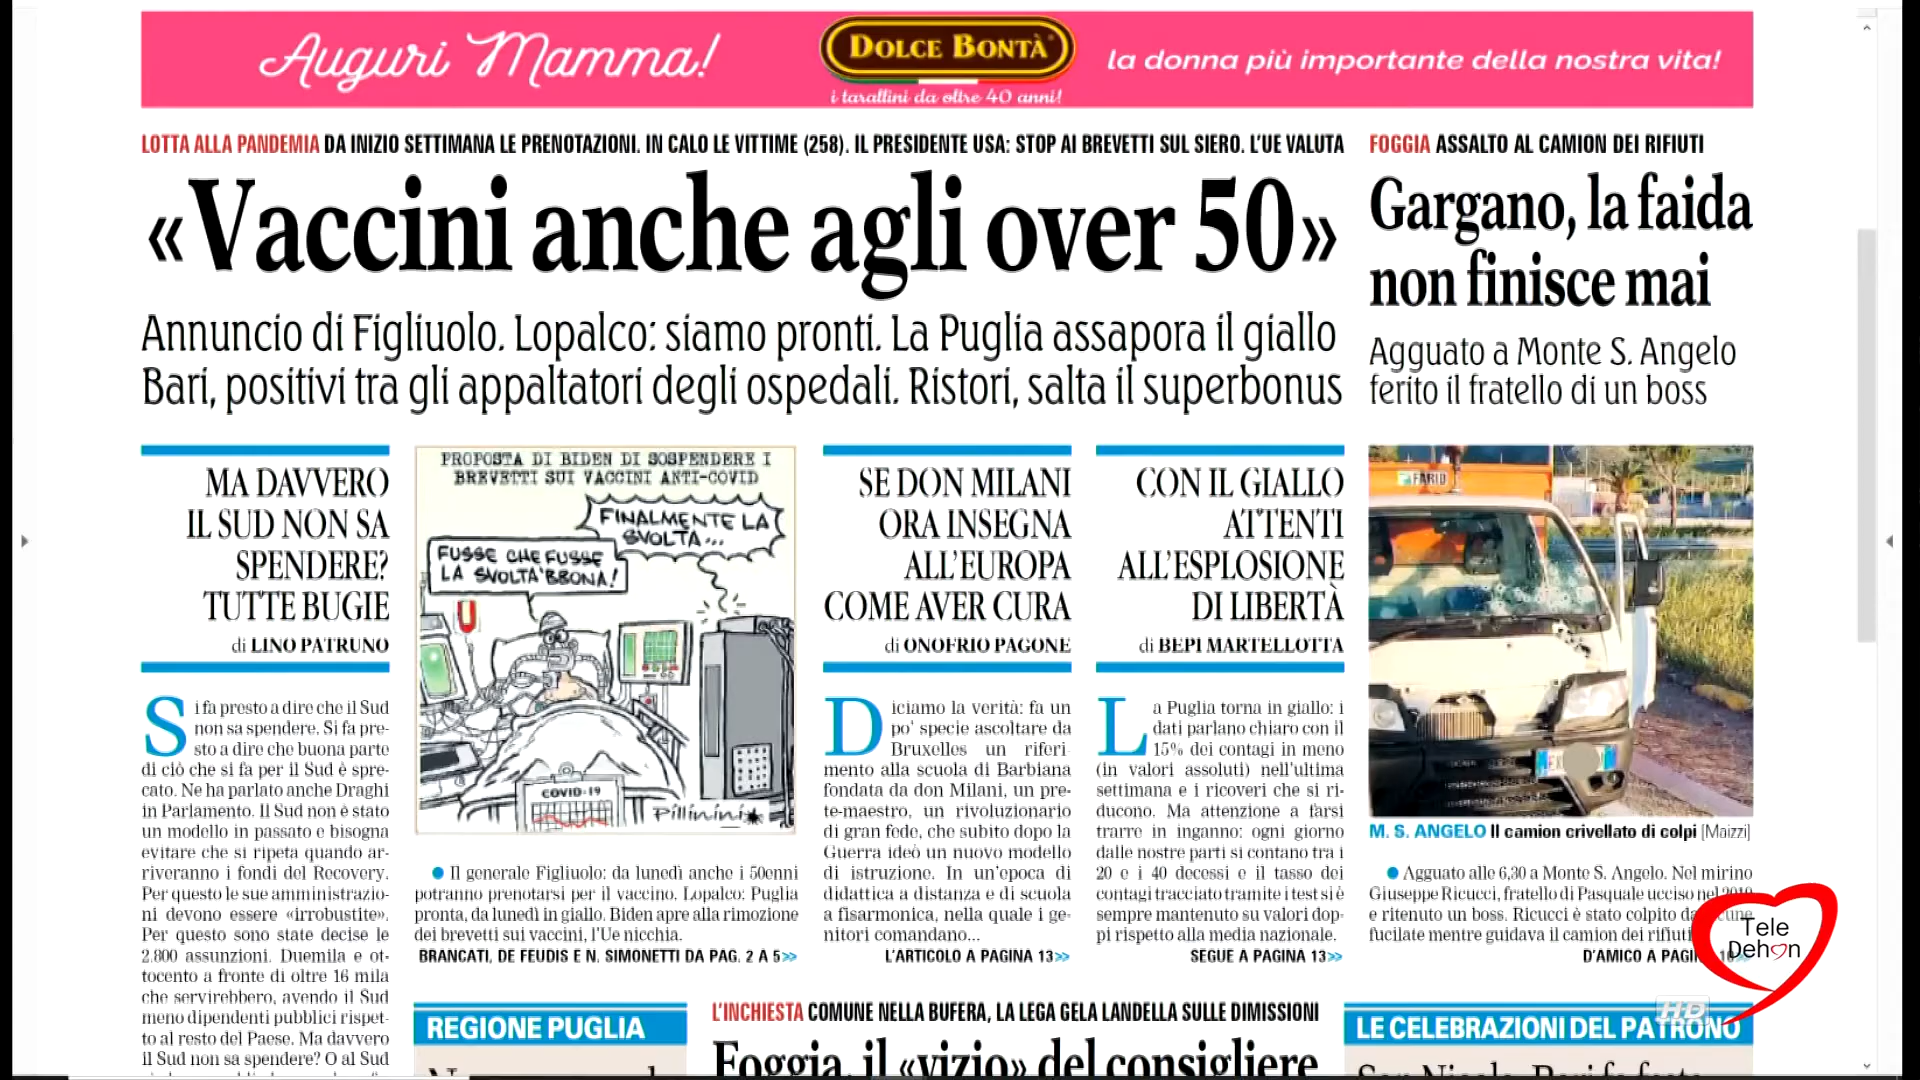 Auguri Mamma!
DOLCE BONTÀ
i tarallini da oltre 40 anni!
la donna più importante della nostra vita!
LOTTA ALLA PANDEMIA DA INIZIO SETTIMANA LE PRENOTAZIONI. IN CALO LE VITTIME (258). IL PRESIDENTE USA: STOP AI BREVETTI SUL SIERO. L'UE VALUTA
«Vaccini anche agli over 50»
Annuncio di Figliuolo. Lopalco: siamo pronti. La Puglia assapora il giallo
Bari, positivi tra gli appaltatori degli ospedali. Ristori, salta il superbonus
FOGGIA ASSALTO AL CAMION DEI RIFIUTI
Gargano, la faida
non finisce mai
Agguato a Monte S. Angelo
ferito il fratello di un boss
MA DAVVERO
IL SUD NON SA
SPENDERE?
TUTTE BUGIE
di LINO PATRUNO
Si fa presto a dire che il Sud
non sa spendere. Si fa pre-
sto a dire che buona parte
di ciò che si fa per il Sud è spre-
cato. Ne ha parlato anche Draghi
in Parlamento. Il Sud non è stato
un modello in passato e bisogna
evitare che si ripeta quando ar-
riveranno i fondi del Recovery.
Per questo le sue amministrazio-
ni devono essere «irrobustite».
Per questo sono state decise le
2.800 assunzioni. Duemila e ot-
tocento a fronte di oltre 16 mila
che servirebbero, avendo il Sud
meno dipendenti pubblici rispet-
to al resto del Paese. Ma davvero
il Sud non sa spendere? O al Sud
PROPOSTA DI BIDEN DI SOSPENDERE I
BREVETTI SUI VACCINI ANTI-COVID
FINALMENTE LA
SVOLTA...
FUSSE CHE FUSSE
LA SVOLTA 'BBONA!
COVID-19
Pillinini
Il generale Figliuolo: da lunedì anche i 50enni
potranno prenotarsi per il vaccino. Lopalco: Puglia
pronta, da lunedì in giallo. Biden apre alla rimozione
dei brevetti sui vaccini, l'Ue nicchia.
BRANCATI, DE FEUDIS E N. SIMONETTI DA PAG. 2 A 5>>
SE DON MILANI
ORA INSEGNA
ALL'EUROPA
COME AVER CURA
di ONOFRIO PAGONE
Diciamo la verità: fa un
po' specie ascoltare da
Bruxelles un riferi-
mento alla scuola di Barbiana
fondata da don Milani, un pre-
te-maestro, un rivoluzionario
di gran fede, che subito dopo la
Guerra ideò un nuovo modello
di istruzione. In un'epoca di
didattica a distanza e di scuola
a fisarmonica, nella quale i ge-
nitori comandano...
L'ARTICOLO A PAGINA 13>>
CON IL GIALLO
ATTENTI
ALL'ESPLOSIONE
DI LIBERTÀ
di BEPI MARTELLOTTA
La Puglia torna in giallo: i
dati parlano chiaro con il
15% dei contagi in meno
(in valori assoluti) nell'ultima
settimana e i ricoveri che si ri-
ducono. Ma attenzione a farsi
trarre in inganno: ogni giorno
dalle nostre parti si contano tra i
20 e i 40 decessi e il tasso dei
contagi tracciato tramite i test si è
sempre mantenuto su valori dop-
pi rispetto alla media nazionale.
SEGUE A PAGINA 13>>
FARID
M. S. ANGELO Il camion crivellato di colpi [Maizzi]
Agguato alle 6,30 a Monte S. Angelo. Nel mirino
Giuseppe Ricucci, fratello di Pasquale ucciso nel 2019
e ritenuto un boss. Ricucci è stato colpito da
fucilate mentre guidava il camion dei rifiuti
D'AMICO A
Tele
Dehon
HD
REGIONE PUGLIA
L'INCHIESTA COMUNE NELLA BUFERA, LA LEGA GELA LANDELLA SULLE DIMISSIONI
Foggia, il «vizio» del consigliere
LE CELEBRAZIONI DEL PATRONO